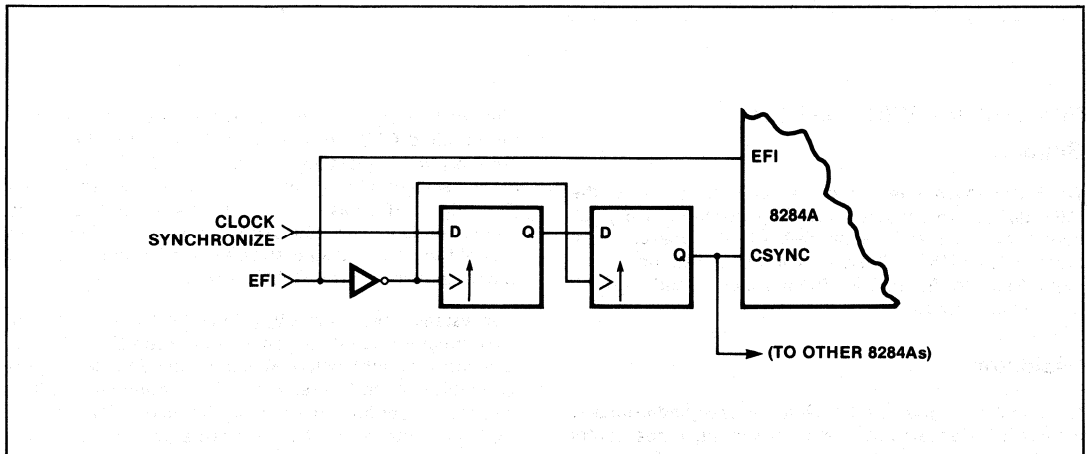 EFI
8284A
CLOCK
SYNCHRONIZE
D
Q
D
Q
CSYNC
EFI
(TO OTHER 8284As)